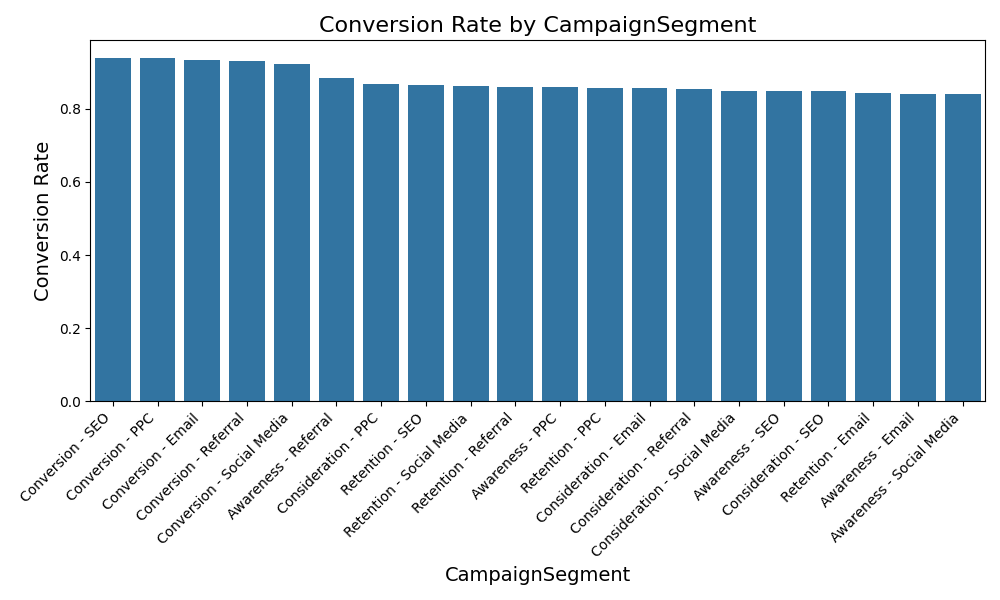 Conversion Rate by CampaignSegment
Conversion Rate
0.8
0.6
0.4
0.2
0.0
Conversion - SEO
Conversion - PPC
Conversion - Email
Conversion - Referral
Conversion - Social Media
Awareness - Referral
Consideration - PPC
Retention - SEO
Retention - Social Media
Retention - Referral
Awareness - PPC
Retention - PPC
Consideration - Email
Consideration - Referral
Consideration - Social Media
Awareness - SEO
Consideration - SEO
Retention - Email
Awareness - Email
Awareness - Social Media
CampaignSegment